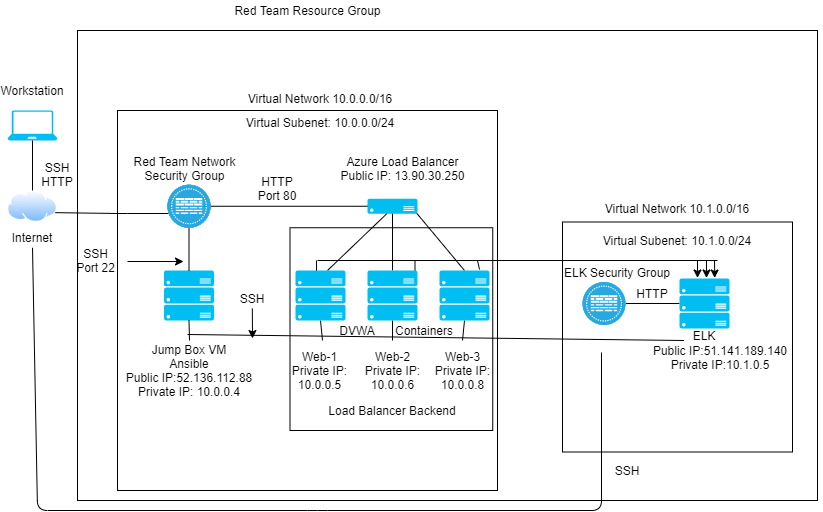 Red Team Resource Group
Workstation
SSH
HTTP
Internet
Virtual Network 10.0.0.0/16
Virtual Subenet: 10.0.0.0/24
Red Team Network
Security Group
HTTP
Port 80
Azure Load Balancer
Public IP: 13.90.30.250
SSH
Port 22
SSH
DVWA Containers
Jump Box VM
Ansible
Public IP:52.136.112.88
Private IP: 10.0.0.4
Web-1
Private IP:
10.0.0.5
Web-2
Private IP:
10.0.0.6
Web-3
Private IP:
10.0.0.8
Load Balancer Backend
Virtual Network 10.1.0.0/16
Virtual Subenet: 10.1.0.0/24
ELK Security Group
HTTP
ELK
Public IP:51.141.189.140
Private IP:10.1.0.5
SSH